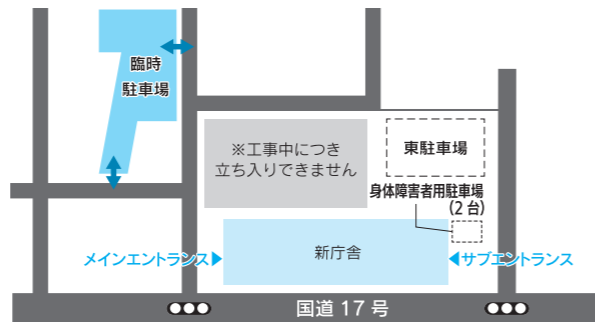 臨時
駐車場
※工事中につき
立ち入りできません
東駐車場
身体障害者用駐車場
(2 台)
メインエントランス▶
新庁舎
◀サブエントランス
国道 17 号